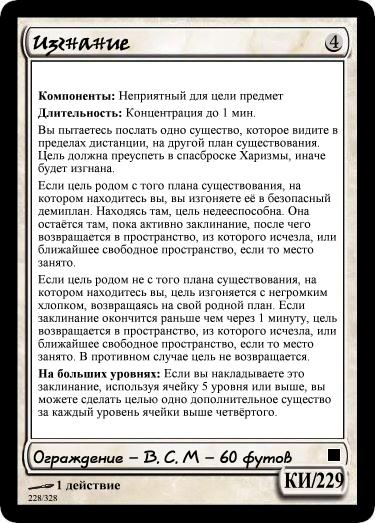 Изгнание
4
Компоненты: Неприятный для цели предмет
Длительность: Концентрация до 1 мин.
Вы пытаетесь послать одно существо, которое видите в
пределах дистанции, на другой план существования.
Цель должна преуспеть в спасброске Харизмы, иначе
будет изгнана.
Если цель родом с того плана существования, на
котором находитесь вы, вы изгоняете её в безопасный
демиплан. Находясь там, цель недееспособна. Она
остаётся там, пока активно заклинание, после чего
возвращается в пространство, из которого исчезла, или
ближайшее свободное пространство, если то место
занято.
Если цель родом не с того плана существования, на
котором находитесь вы, цель изгоняется с негромким
хлопком, возвращаясь на свой родной план. Если
заклинание окончится раньше чем через 1 минуту, цель
возвращается в пространство, из которого исчезла, или
ближайшее свободное пространство, если то место
занято. В противном случае цель не возвращается.
На больших уровнях: Если вы накладываете это
заклинание, используя ячейку 5 уровня или выше, вы
можете сделать целью одно дополнительное существо
за каждый уровень ячейки выше четвёртого.
Ограждение – В, С, М – 60 футов
1 действие
КИ/229
228/328